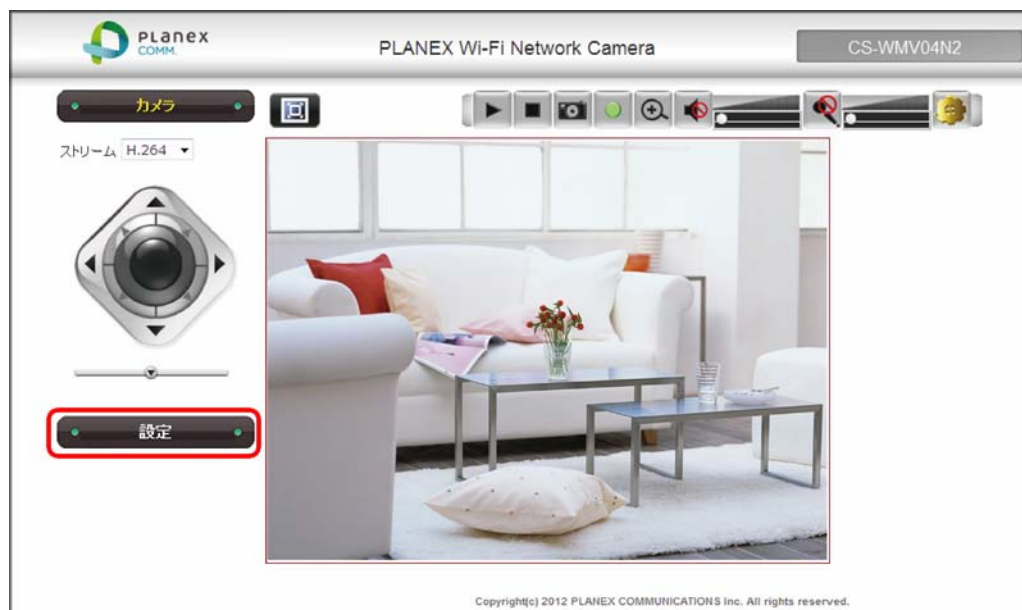 PLANEX
COMM.
PLANEX Wi-Fi Network Camera
CS-WMV04N2
カメラ
ストリーム H.264
設定
Copyright(c) 2012 PLANEX COMMUNICATIONS Inc. All rights reserved.